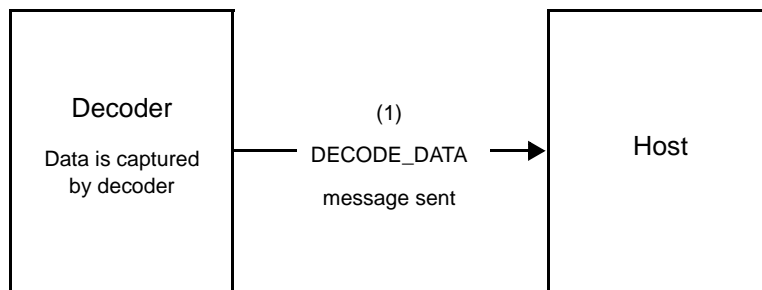 Decoder
Data is captured
by decoder
(1)
DECODE_DATA
message sent
Host